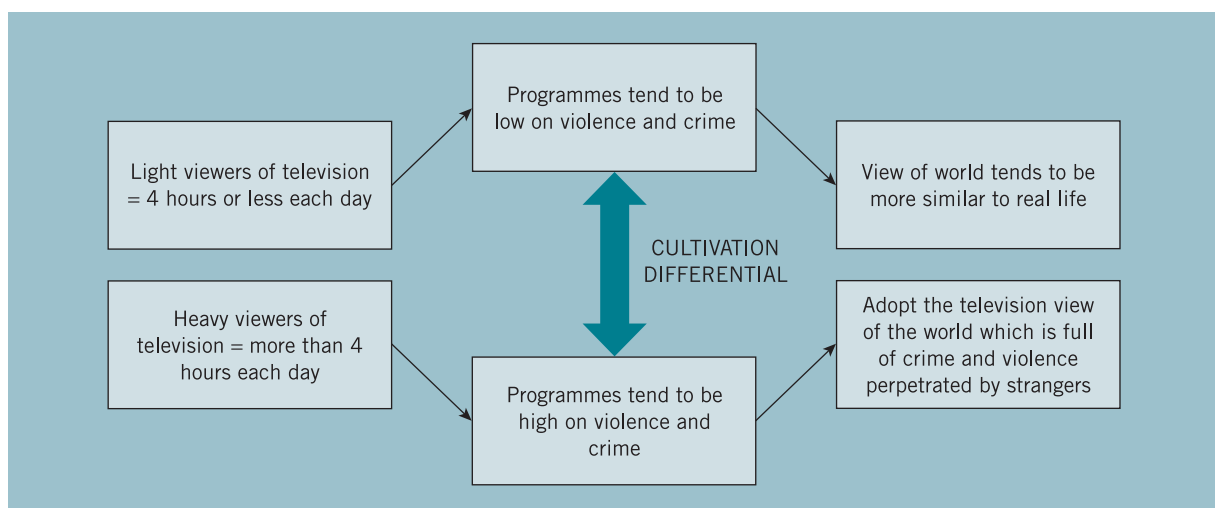 Light viewers of television
= 4 hours or less each day
Programmes tend to be
low on violence and crime
View of world tends to be
more similar to real life
CULTIVATION
DIFFERENTIAL
Heavy viewers of
television = more than 4
hours each day
Programmes tend to be
high on violence and
crime
Adopt the television view
of the world which is full
of crime and violence
perpetrated by strangers